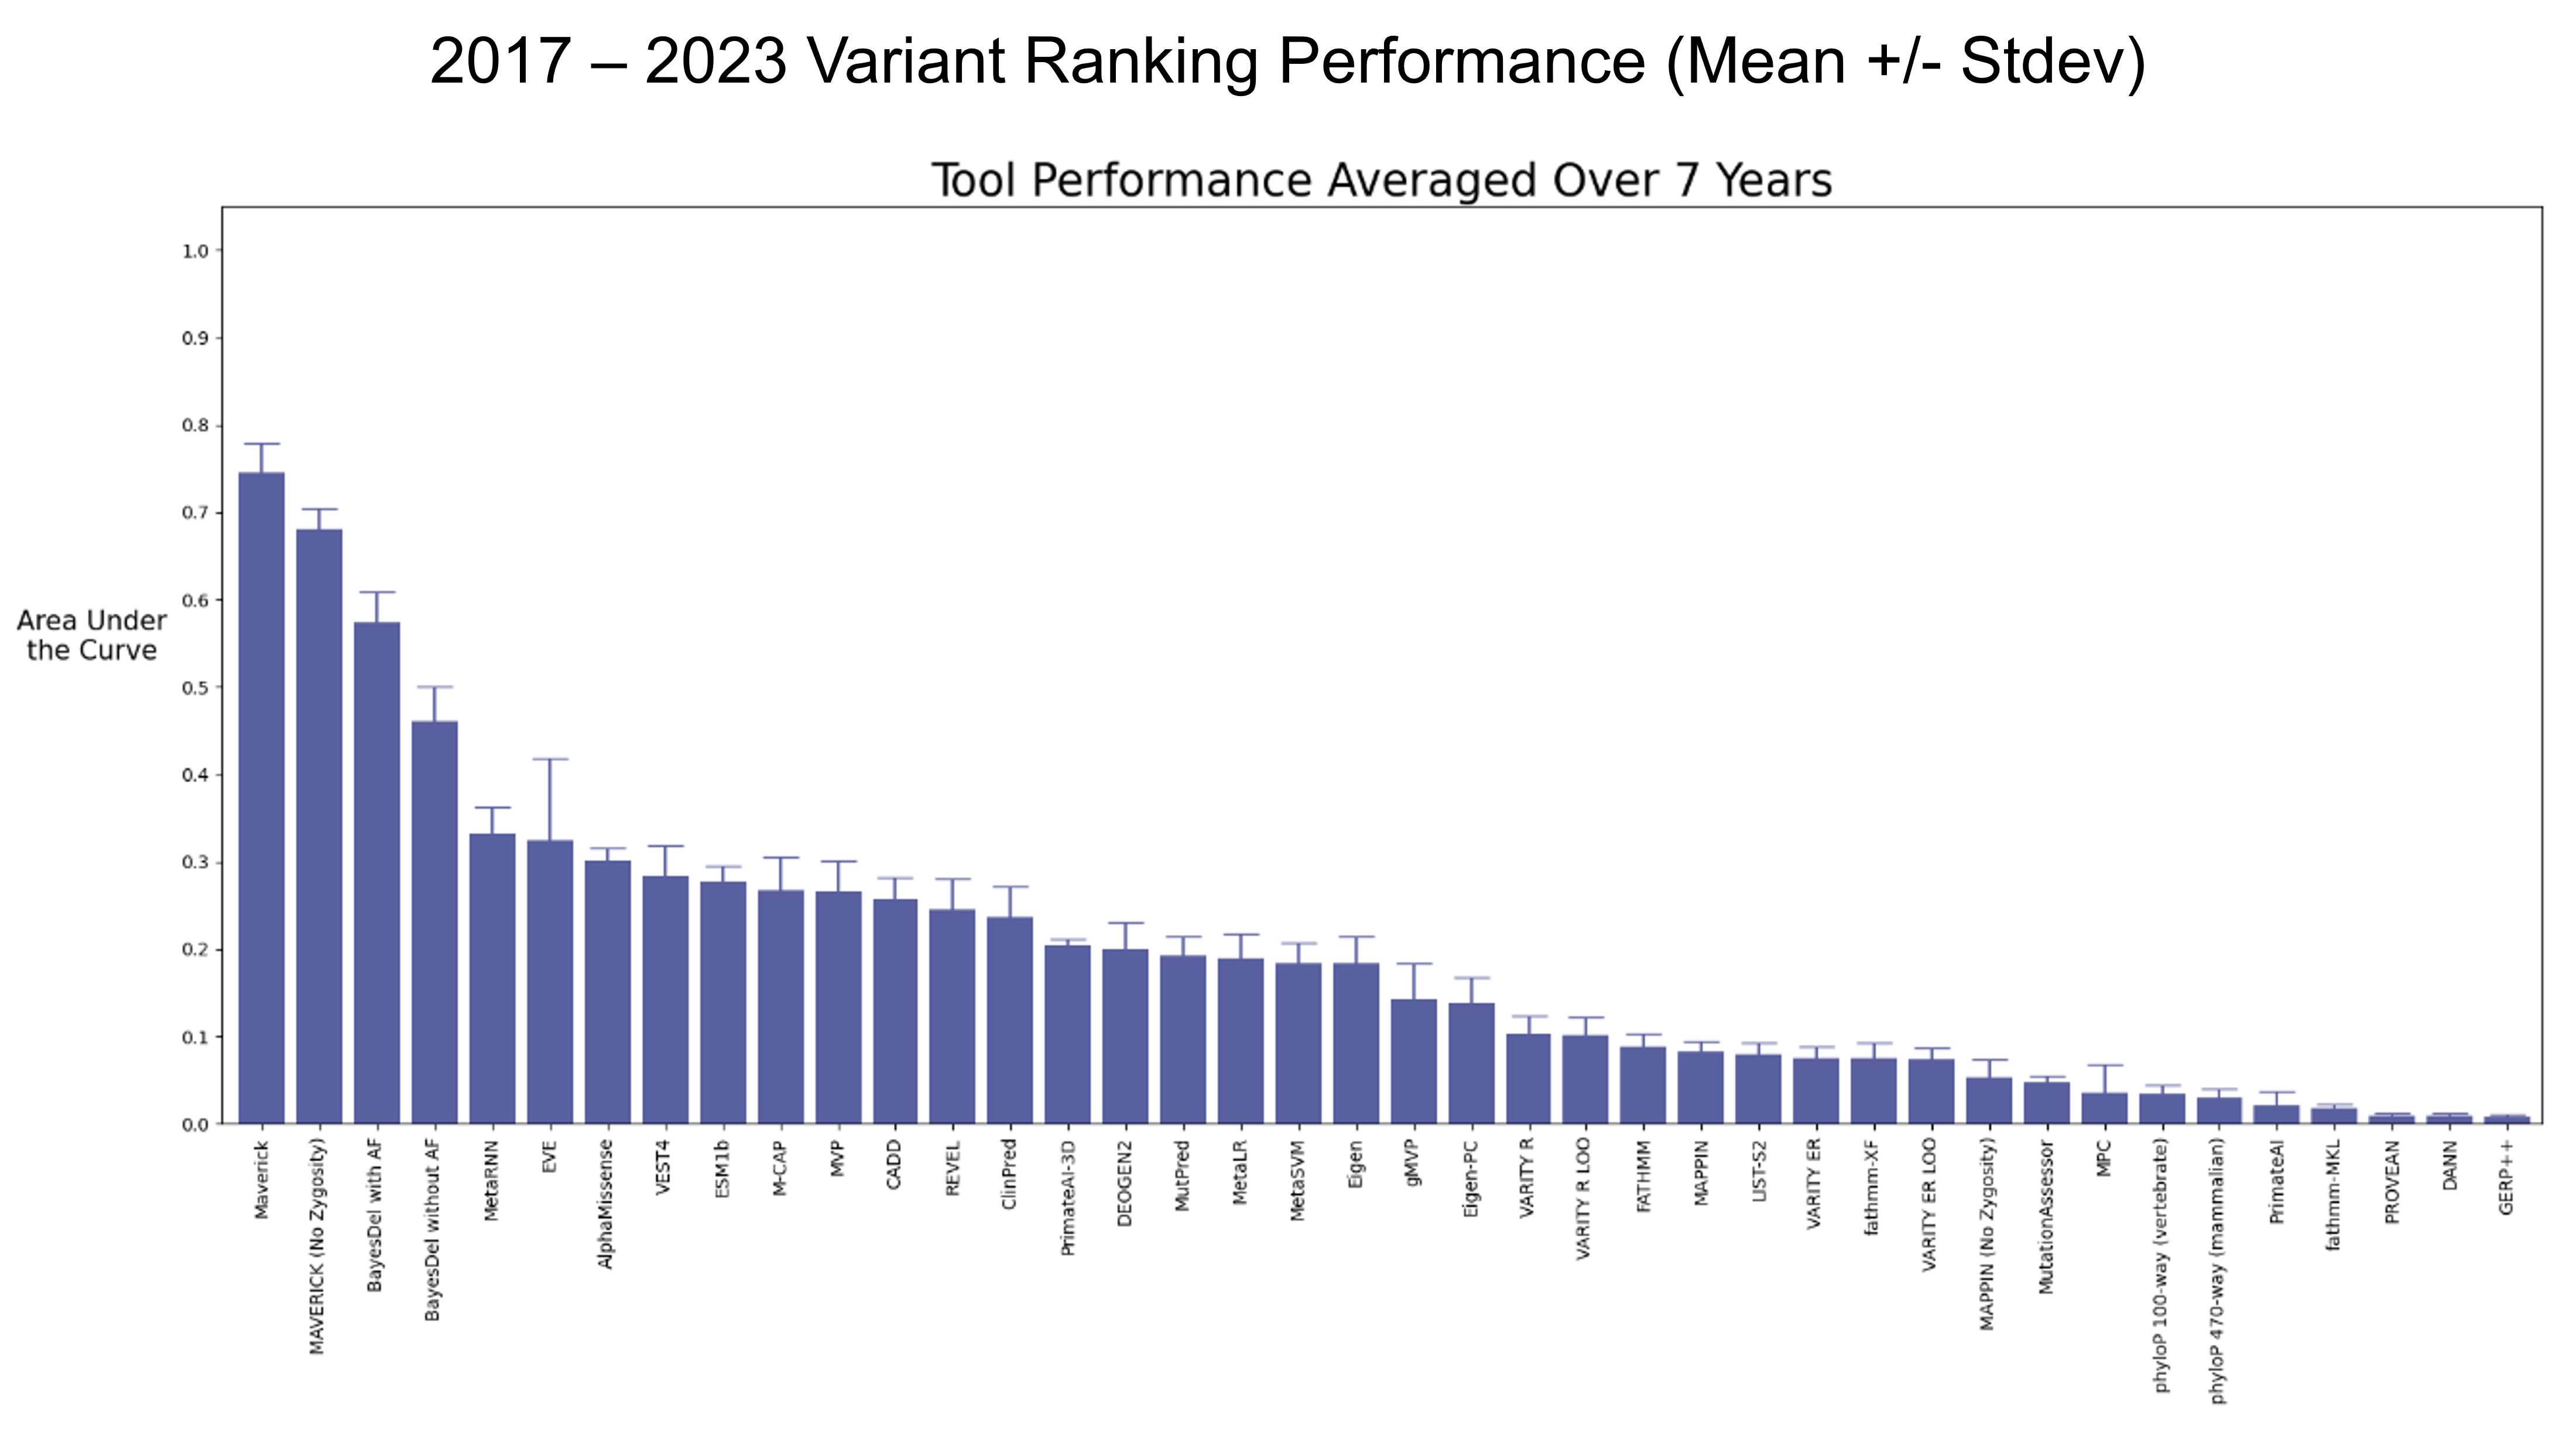 2017 – 2023 Variant Ranking Performance (Mean +/- Stdev)
Tool Performance Averaged Over 7 Years
1.0
0.9
0.8
0.7
0.6
0.5
0.4
0.3
0.2
0.1
0.0
Area Under
the Curve
Maverick
MAVERICK (No Zygosity)
BayesDel with AF
BayesDel without AF
MetaRNN
EVE
AlphaMissense
VEST4
ESM1b
M-CAP
MVP
CADD
REVEL
ClinPred
PrimateAI-3D
DEOGEN2
MutPred
MetaLR
MetaSVM
Eigen
gMVP
Eigen-PC
VARITY R
VARITY R LOO
FATHMM
MAPPIN
LIST-S2
VARITY ER
fathmm-XF
VARITY ER LOO
MAPPIN (No Zygosity)
MutationAssessor
MPC
phyloP 100-way (vertebrate)
phyloP 470-way (mammalian)
PrimateAI
fathmm-MKL
PROVEAN
DANN
GERP++